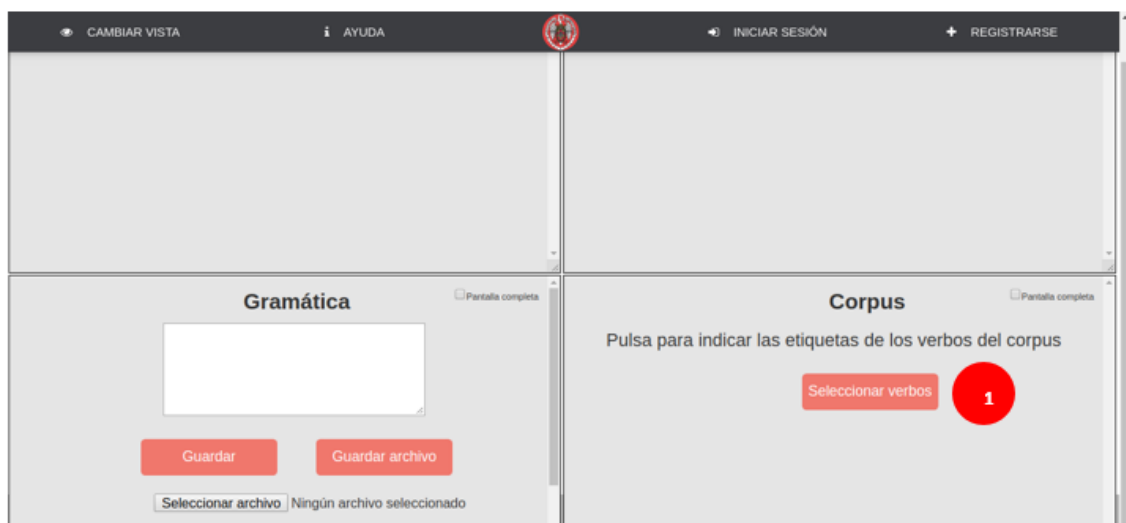 CAMBIAR VISTA
AYUDA
INICIAR SESIÓN
REGISTRARSE
Gramática
Pantalla completa
Guardar
Guardar archivo
Seleccionar archivo Ningún archivo seleccionado
Corpus
Pantalla completa
Pulsa para indicar las etiquetas de los verbos del corpus
Seleccionar verbos
1